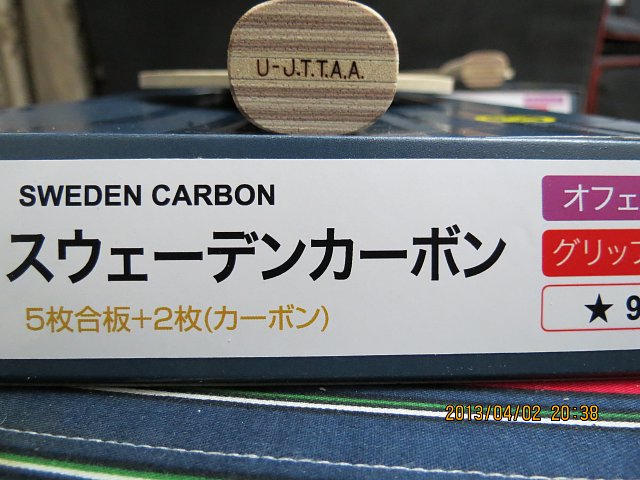 U-J.T.T.A.A.
SWEDEN CARBON
スウェーデンカーボン
5枚合板+2枚(カーボン)
オフェ
グリップ
★ 9
2013/04/02 20:38